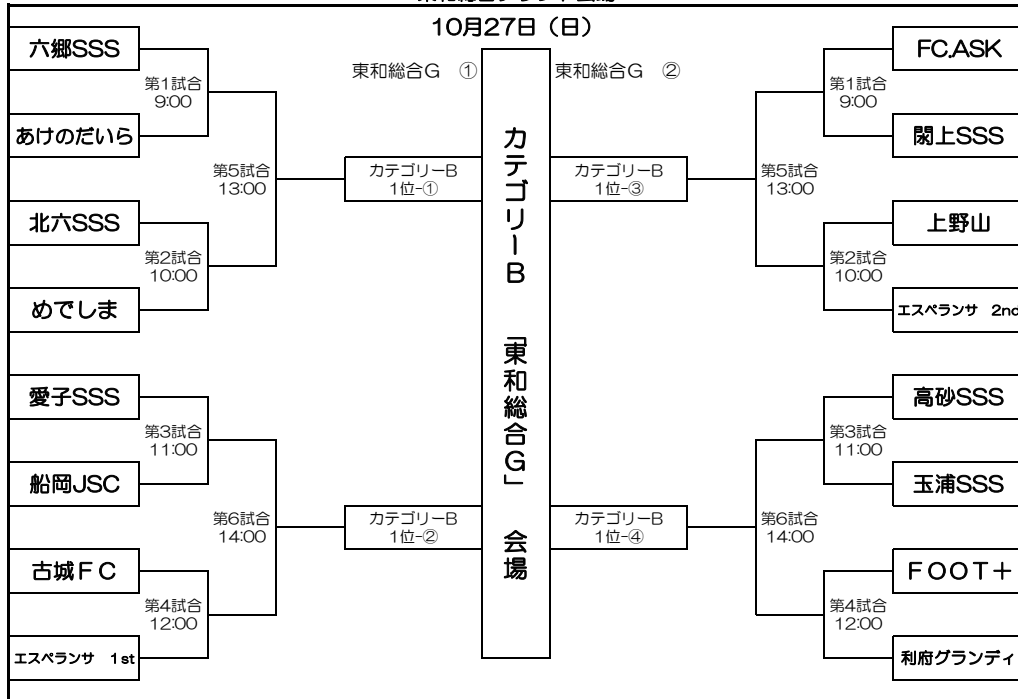 10月27日（日）
東和総合G　①
東和総合G　②
六郷SSS
第1試合
9:00
あけのだいら
第5試合
13:00
カテゴリーB
1位-①
北六SSS
第2試合
10:00
めでしま
愛子SSS
第3試合
11:00
船岡JSC
第6試合
14:00
カテゴリーB
1位-②
古城ＦＣ
第4試合
12:00
エスペランサ　1st
カテゴリーB　「東和総合G」　会場
FC.ASK
第1試合
9:00
閖上SSS
カテゴリーB
1位-③
第5試合
13:00
上野山
第2試合
10:00
エスペランサ　2nd
高砂SSS
第3試合
11:00
玉浦SSS
カテゴリーB
1位-④
第6試合
14:00
ＦＯＯＴ＋
第4試合
12:00
利府グランディ